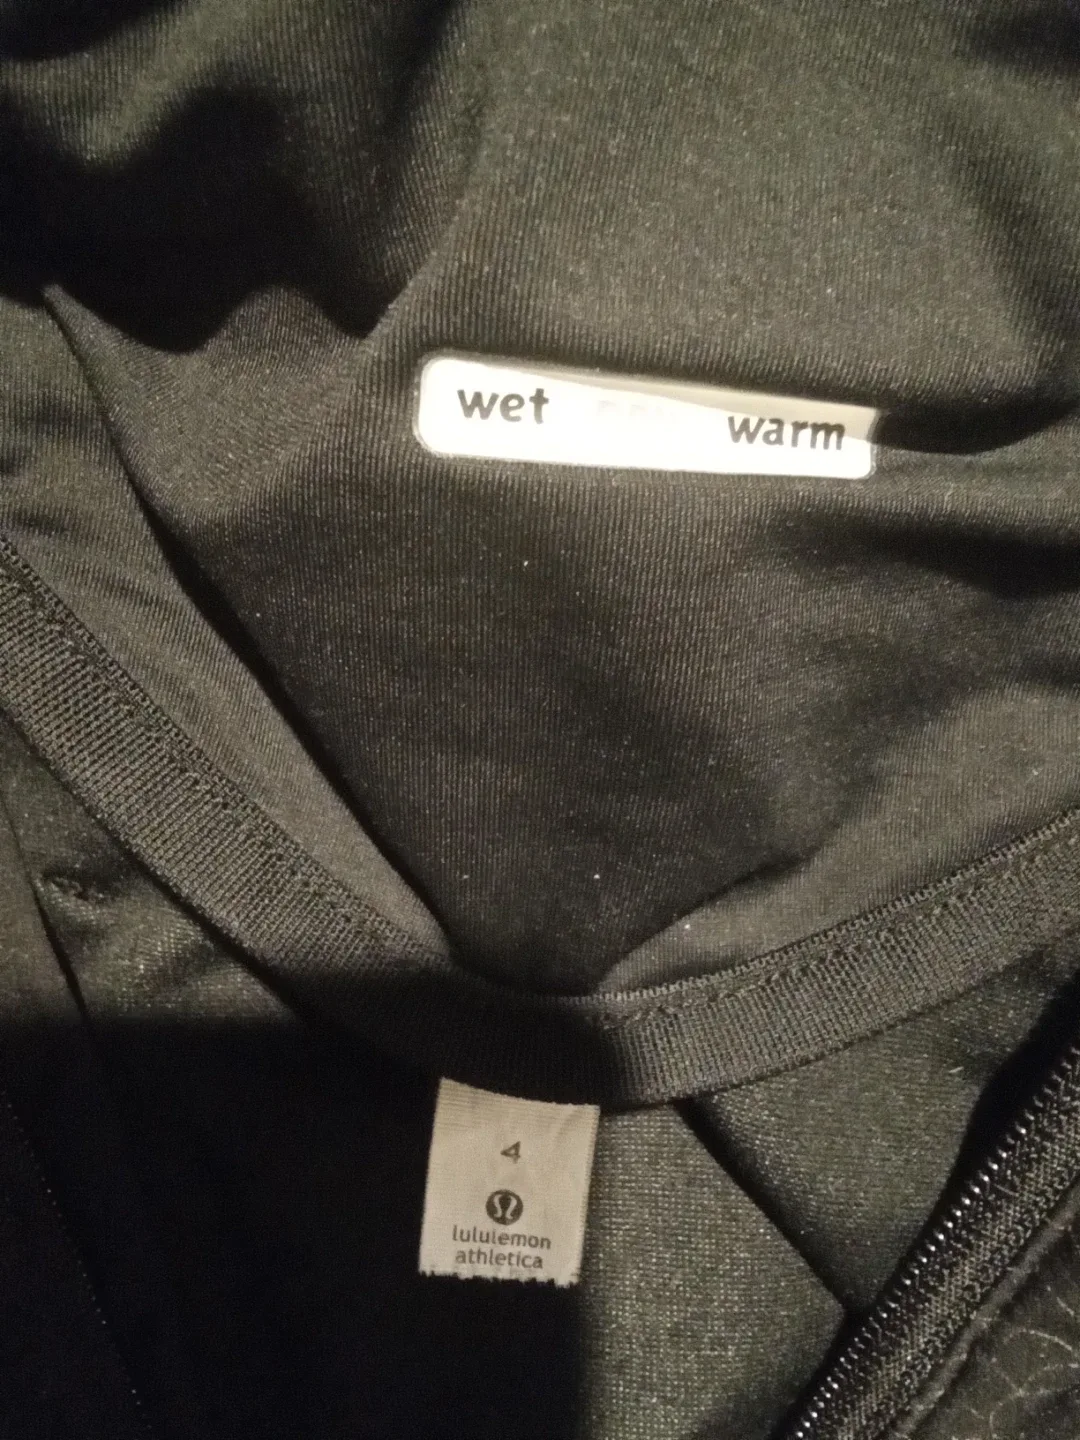 wet warm
4
lululemon
athletica